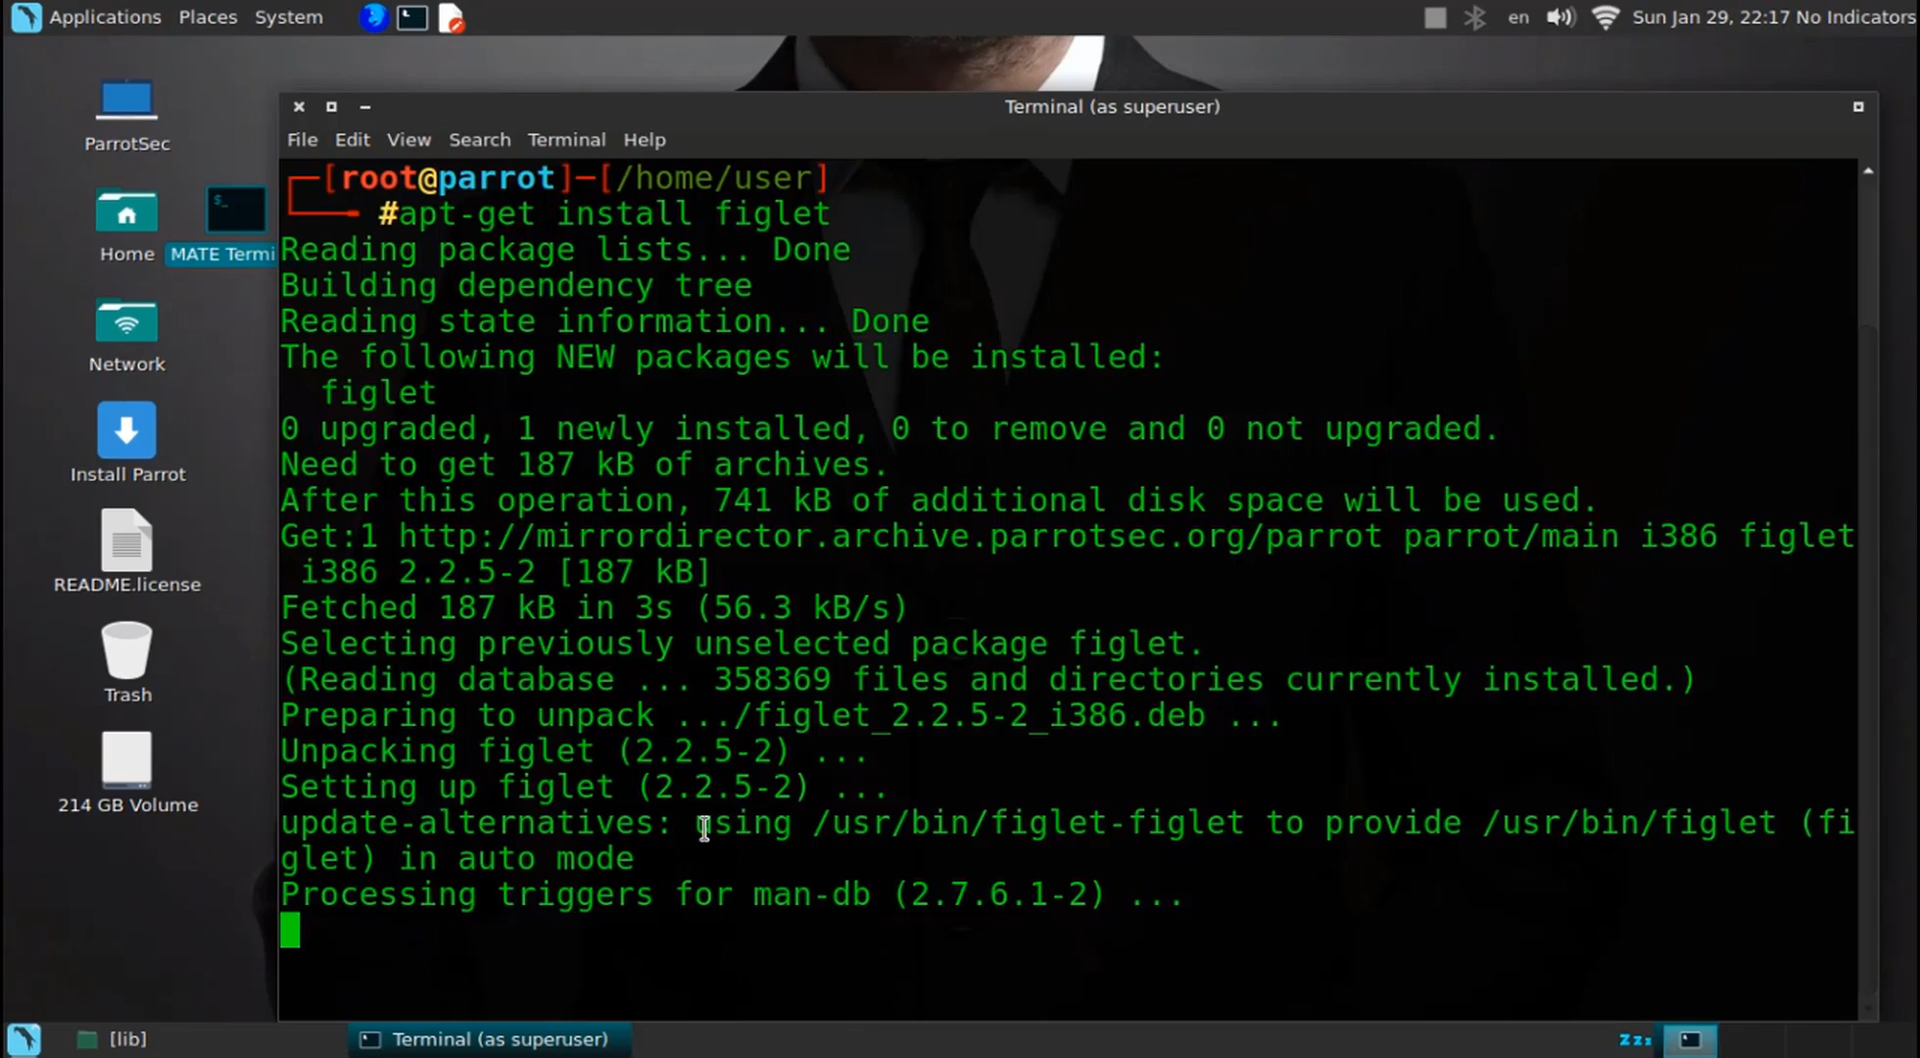 Applications Places System
en
Sun Jan 29, 22:17 No Indicators
ParrotSec
Home
MATE Termi
Network
Install Parrot
README.license
Trash
214 GB Volume
Terminal (as superuser)
File Edit View Search Terminal Help
[root@parrot]─[/home/user]
#apt-get install figlet
Reading package lists... Done
Building dependency tree
Reading state information... Done
The following NEW packages will be installed:
figlet
0 upgraded, 1 newly installed, 0 to remove and 0 not upgraded.
Need to get 187 kB of archives.
After this operation, 741 kB of additional disk space will be used.
Get:1 http://mirrordirector.archive.parrotsec.org/parrot parrot/main i386 figlet
i386 2.2.5-2 [187 kB]
Fetched 187 kB in 3s (56.3 kB/s)
Selecting previously unselected package figlet.
(Reading database ... 358369 files and directories currently installed.)
Preparing to unpack .../figlet_2.2.5-2_i386.deb ...
Unpacking figlet (2.2.5-2) ...
Setting up figlet (2.2.5-2) ...
update-alternatives: using /usr/bin/figlet-figlet to provide /usr/bin/figlet (fi
glet) in auto mode
Processing triggers for man-db (2.7.6.1-2) ...
[lib]
Terminal (as superuser)
zzz